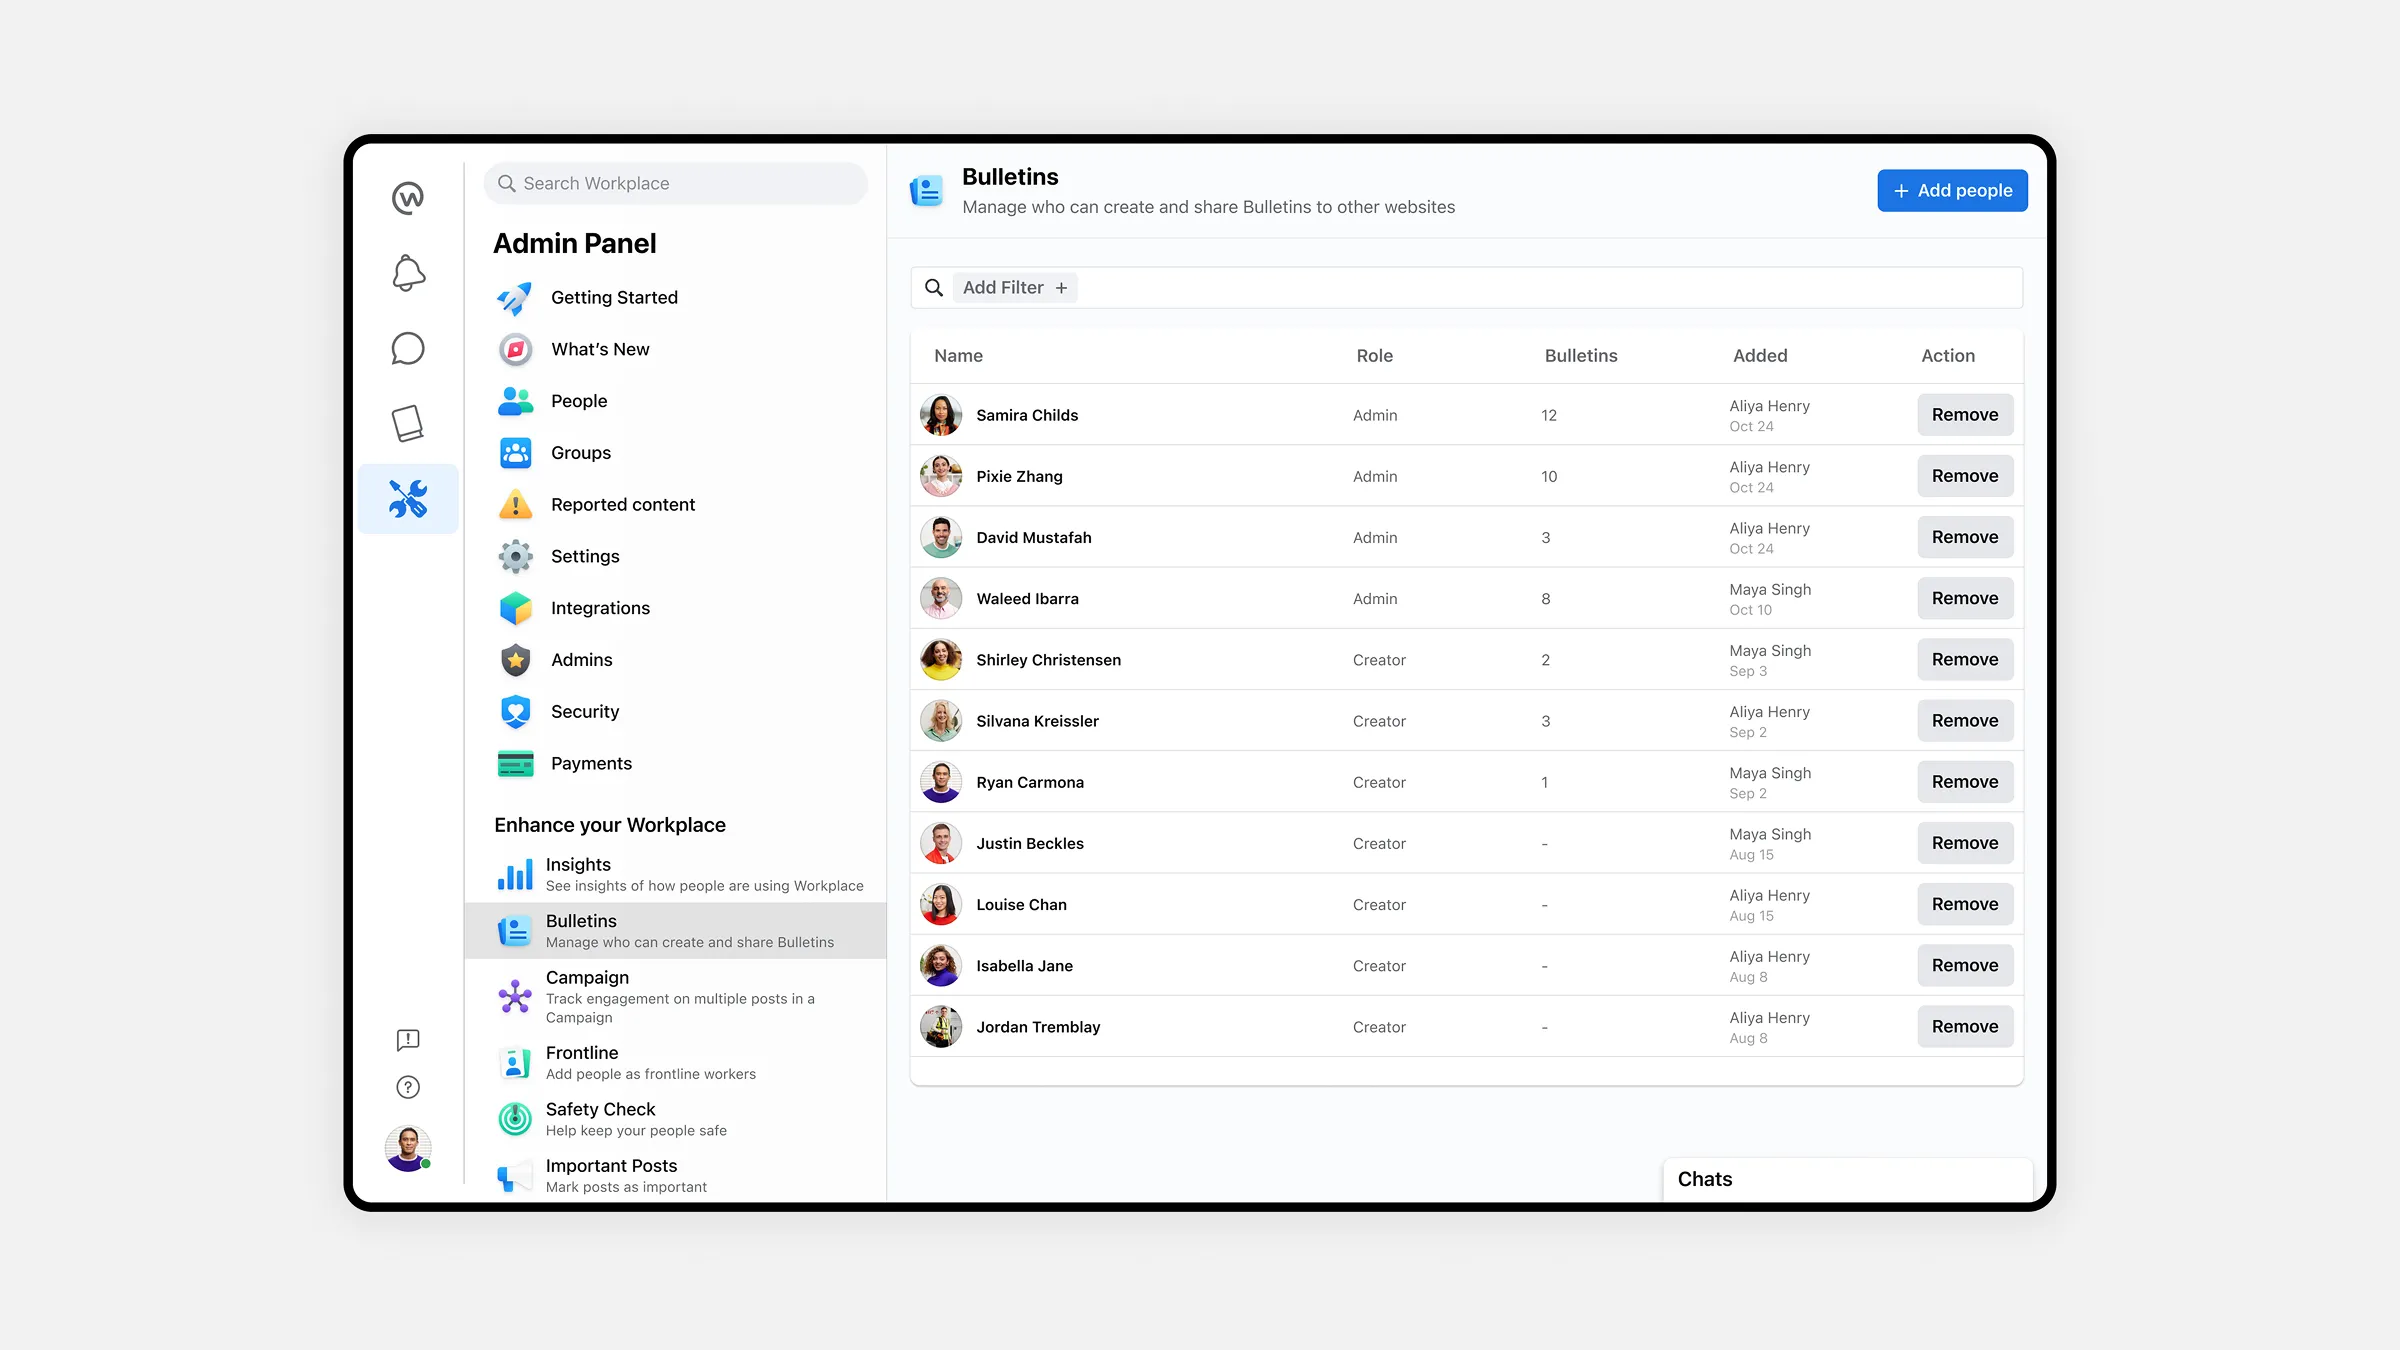 Search Workplace
Admin Panel
Getting Started
What's New
People
Groups
Reported content
Settings
Integrations
Admins
Security
Payments
Enhance your Workplace
Insights
See insights of how people are using Workplace
Bulletins
Manage who can create and share Bulletins
Campaign
Track engagement on multiple posts in a
Campaign
Frontline
Add people as frontline workers
Safety Check
Help keep your people safe
Important Posts
Mark posts as important
Bulletins
Manage who can create and share Bulletins to other websites
+ Add people
Add Filter +
Name Role Bulletins Added Action
Samira Childs Admin 12 Aliya Henry Remove
Oct 24
Pixie Zhang Admin 10 Aliya Henry Remove
Oct 24
David Mustafah Admin 3 Aliya Henry Remove
Oct 24
Waleed Ibarra Admin 8 Maya Singh Remove
Oct 10
Shirley Christensen Creator 2 Maya Singh Remove
Sep 3
Silvana Kreissler Creator 3 Aliya Henry Remove
Sep 2
Ryan Carmona Creator 1 Maya Singh Remove
Sep 2
Justin Beckles Creator - Maya Singh Remove
Aug 15
Louise Chan Creator - Aliya Henry Remove
Aug 15
Isabella Jane Creator - Aliya Henry Remove
Aug 8
Jordan Tremblay Creator - Aliya Henry Remove
Aug 8
Chats